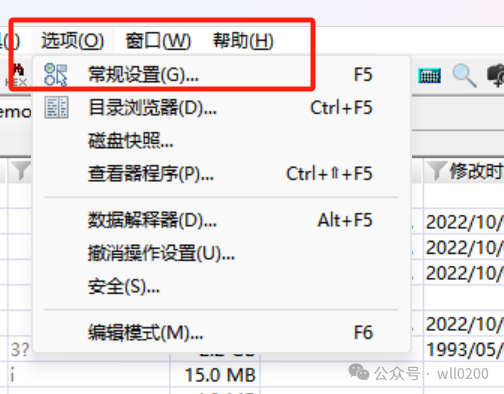 选项(O) 窗口(W) 帮助(H)
HEX
常规设置(G)... F5
目录浏览器(D)... Ctrl+F5
磁盘快照...
查看器程序(P)... Ctrl+⇧+F5
修改时
数据解释器(D)... Alt+F5
2022/10/
撤消操作设置(U)... 2022/10/
安全(S)... 2022/10/
编辑模式(M)... F6
2022/10/
3? 1993/05/
i 15.0 MB
公众号 · wll0200